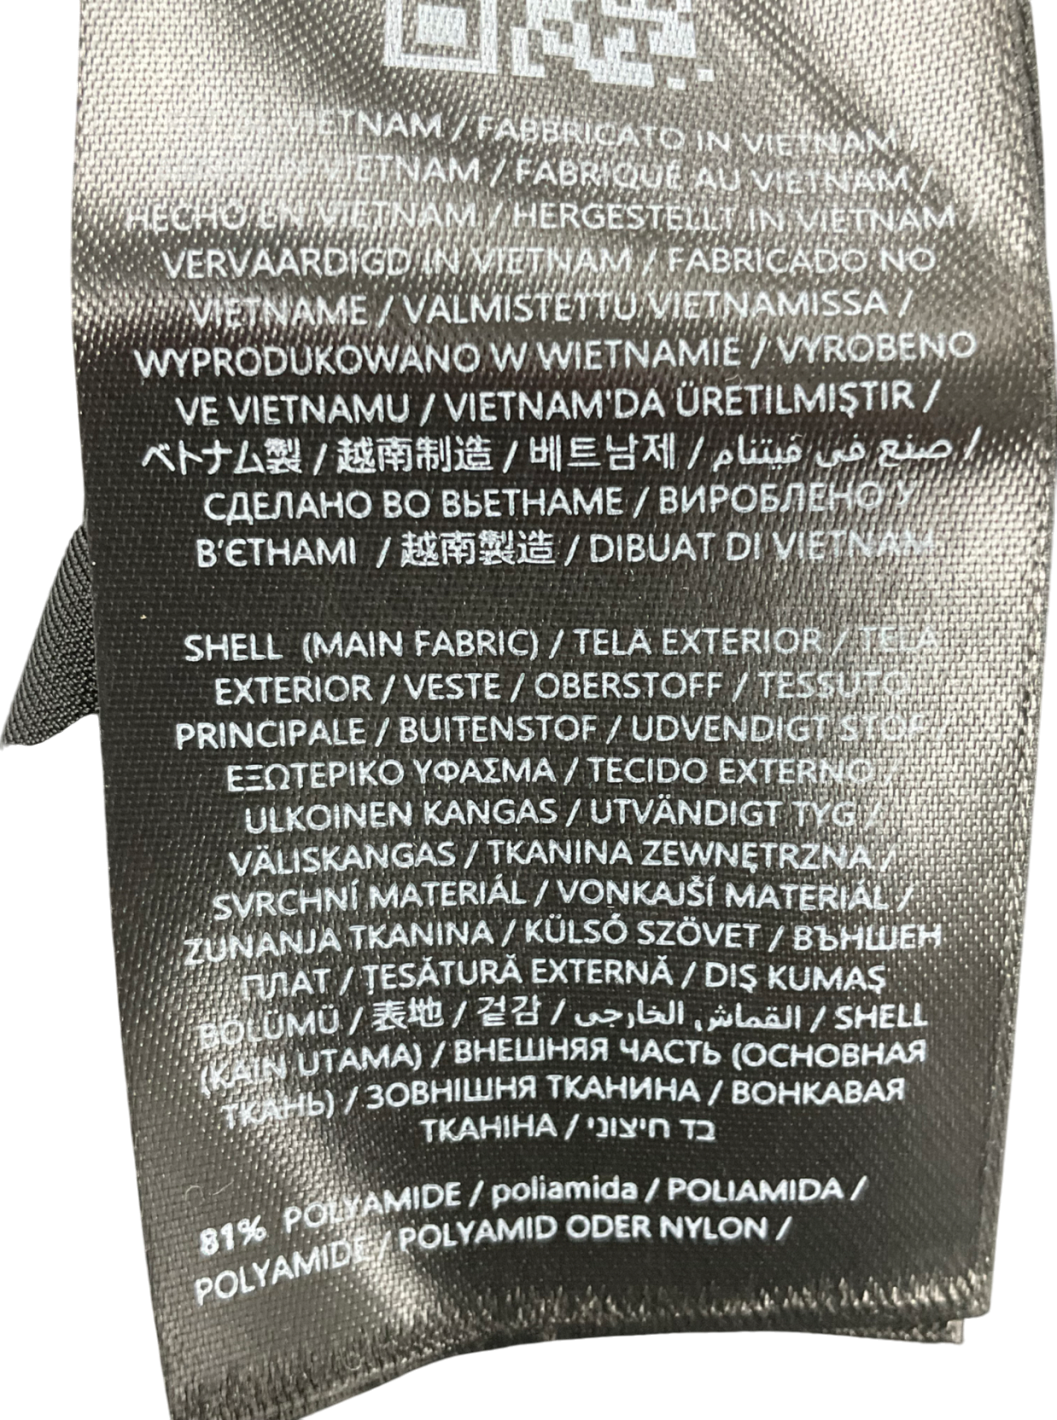 VIETNAM / FABBRICATO IN VIETNAM /
VIETNAM / FABRIQUÉ AU VIETNAM /
HECHO EN VIETNAM / HERGESTELLT IN VIETNAM
VERVAARDIGD IN VIETNAM / FABRICADO NO
VIETNAME / VALMISTETTU VIETNAMISSA /
WYPRODUKOWANO W WIETNAMIE / VYROBENO
VE VIETNAMU / VIETNAM'DA ÜRETILMIŞTIR /
ベトナム製 / 越南制造 / 베트남제 / صنع في فيتنام /
СДЕЛАНО ВО ВЬЕТНАМЕ / ВИРОБЛЕНО У
В'ЄТНАМІ / 越南製造 / DIBUAT DI VIETNAM
SHELL (MAIN FABRIC) / TELA EXTERIOR / TELA
EXTERIOR / VESTE / OBERSTOFF / TESSUTO
PRINCIPALE / BUITENSTOF / UDVENDIGT STOF
ΕΞΩΤΕΡΙΚΟ ΥΦΑΣΜΑ / TECIDO EXTERNO /
ULKOINEN KANGAS / UTVÄNDIGT TYG /
VÄLISKANGAS / TKANINA ZEWNĘTRZNA /
SVRCHNÍ MATERIÁL / VONKAJŠÍ MATERIÁL /
ZUNANJA TKANINA / KÜLSŐ SZÖVET / ВЪНШЕН
ПЛАТ / ȚESĂTURĂ EXTERNĂ / DIŞ KUMAŞ
BÖLÜMÜ / 表地 / 겉감 / القماش الخارجي / SHELL
(KAIN UTAMA) / ВНЕШНЯЯ ЧАСТЬ (ОСНОВНАЯ
ТКАНЬ) / ЗОВНІШНЯ ТКАНИНА / ВОНКАВАЯ
ТКАНІНА / בד חיצוני
81% POLYAMIDE / poliamida / POLIAMIDA /
POLYAMIDE / POLYAMID ODER NYLON /